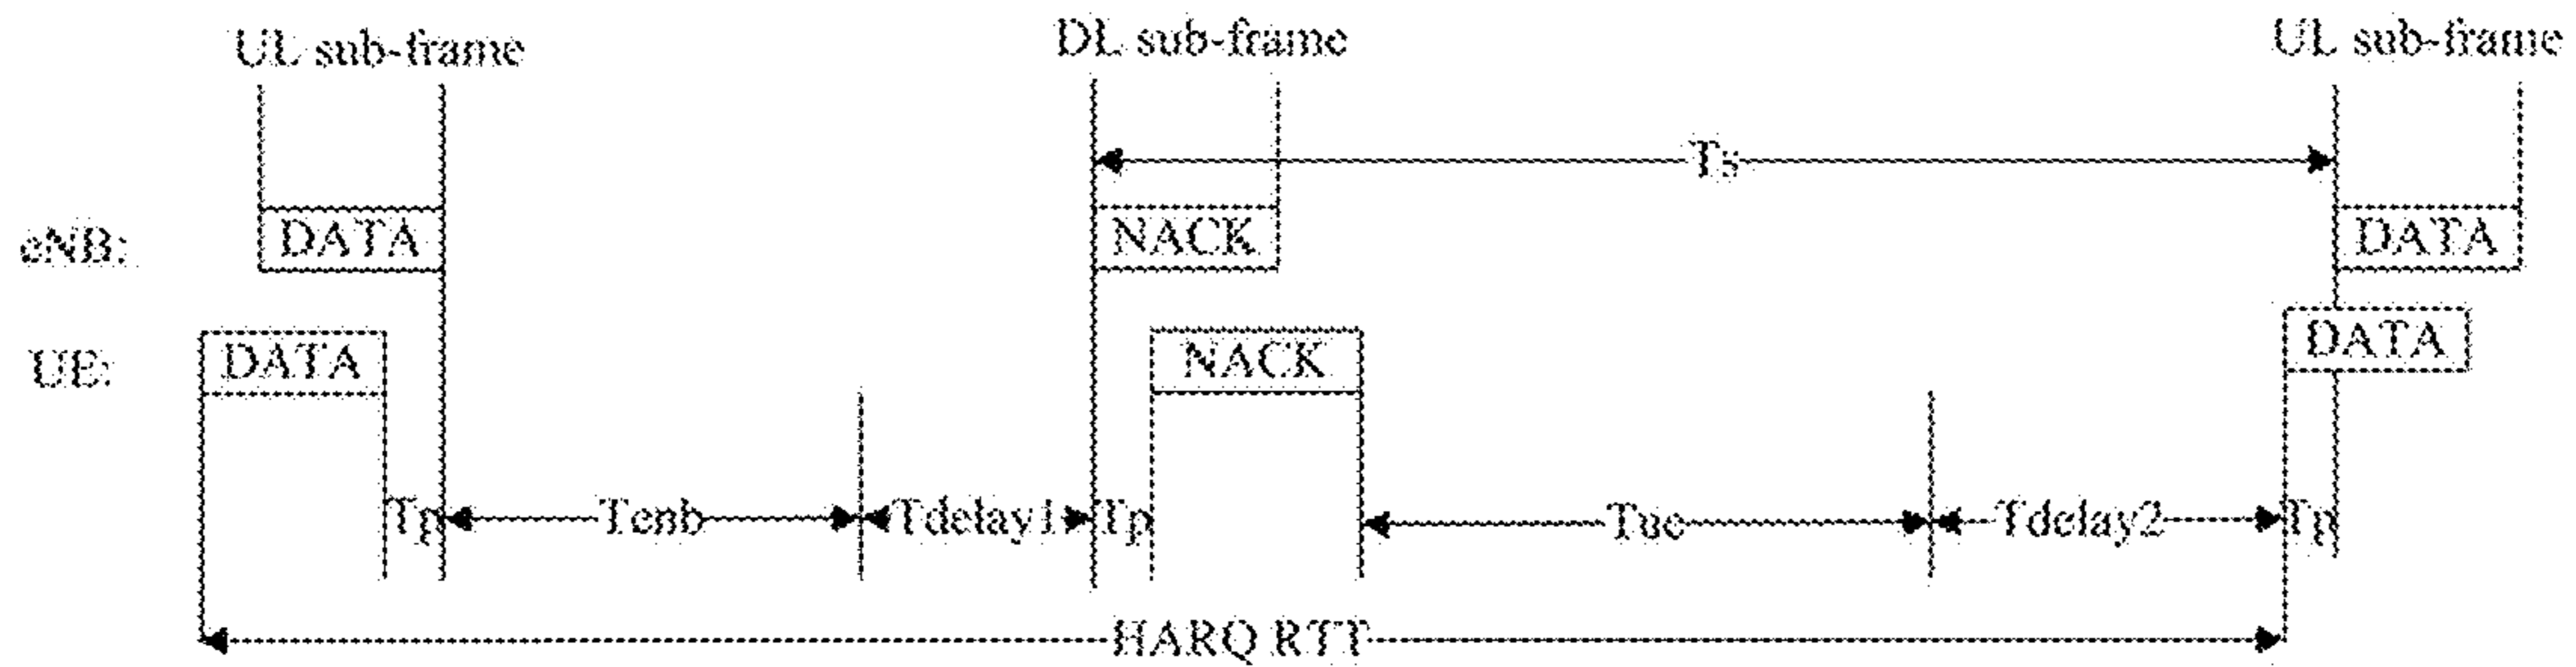 UL sub-frame DL sub-frame UL sub-frame
Ts
eNB: DATA NACK DATA
UE: DATA NACK DATA
Tp Tenb Tdelay1 Tp Tue Tdelay2 Tp
HARQ RTT